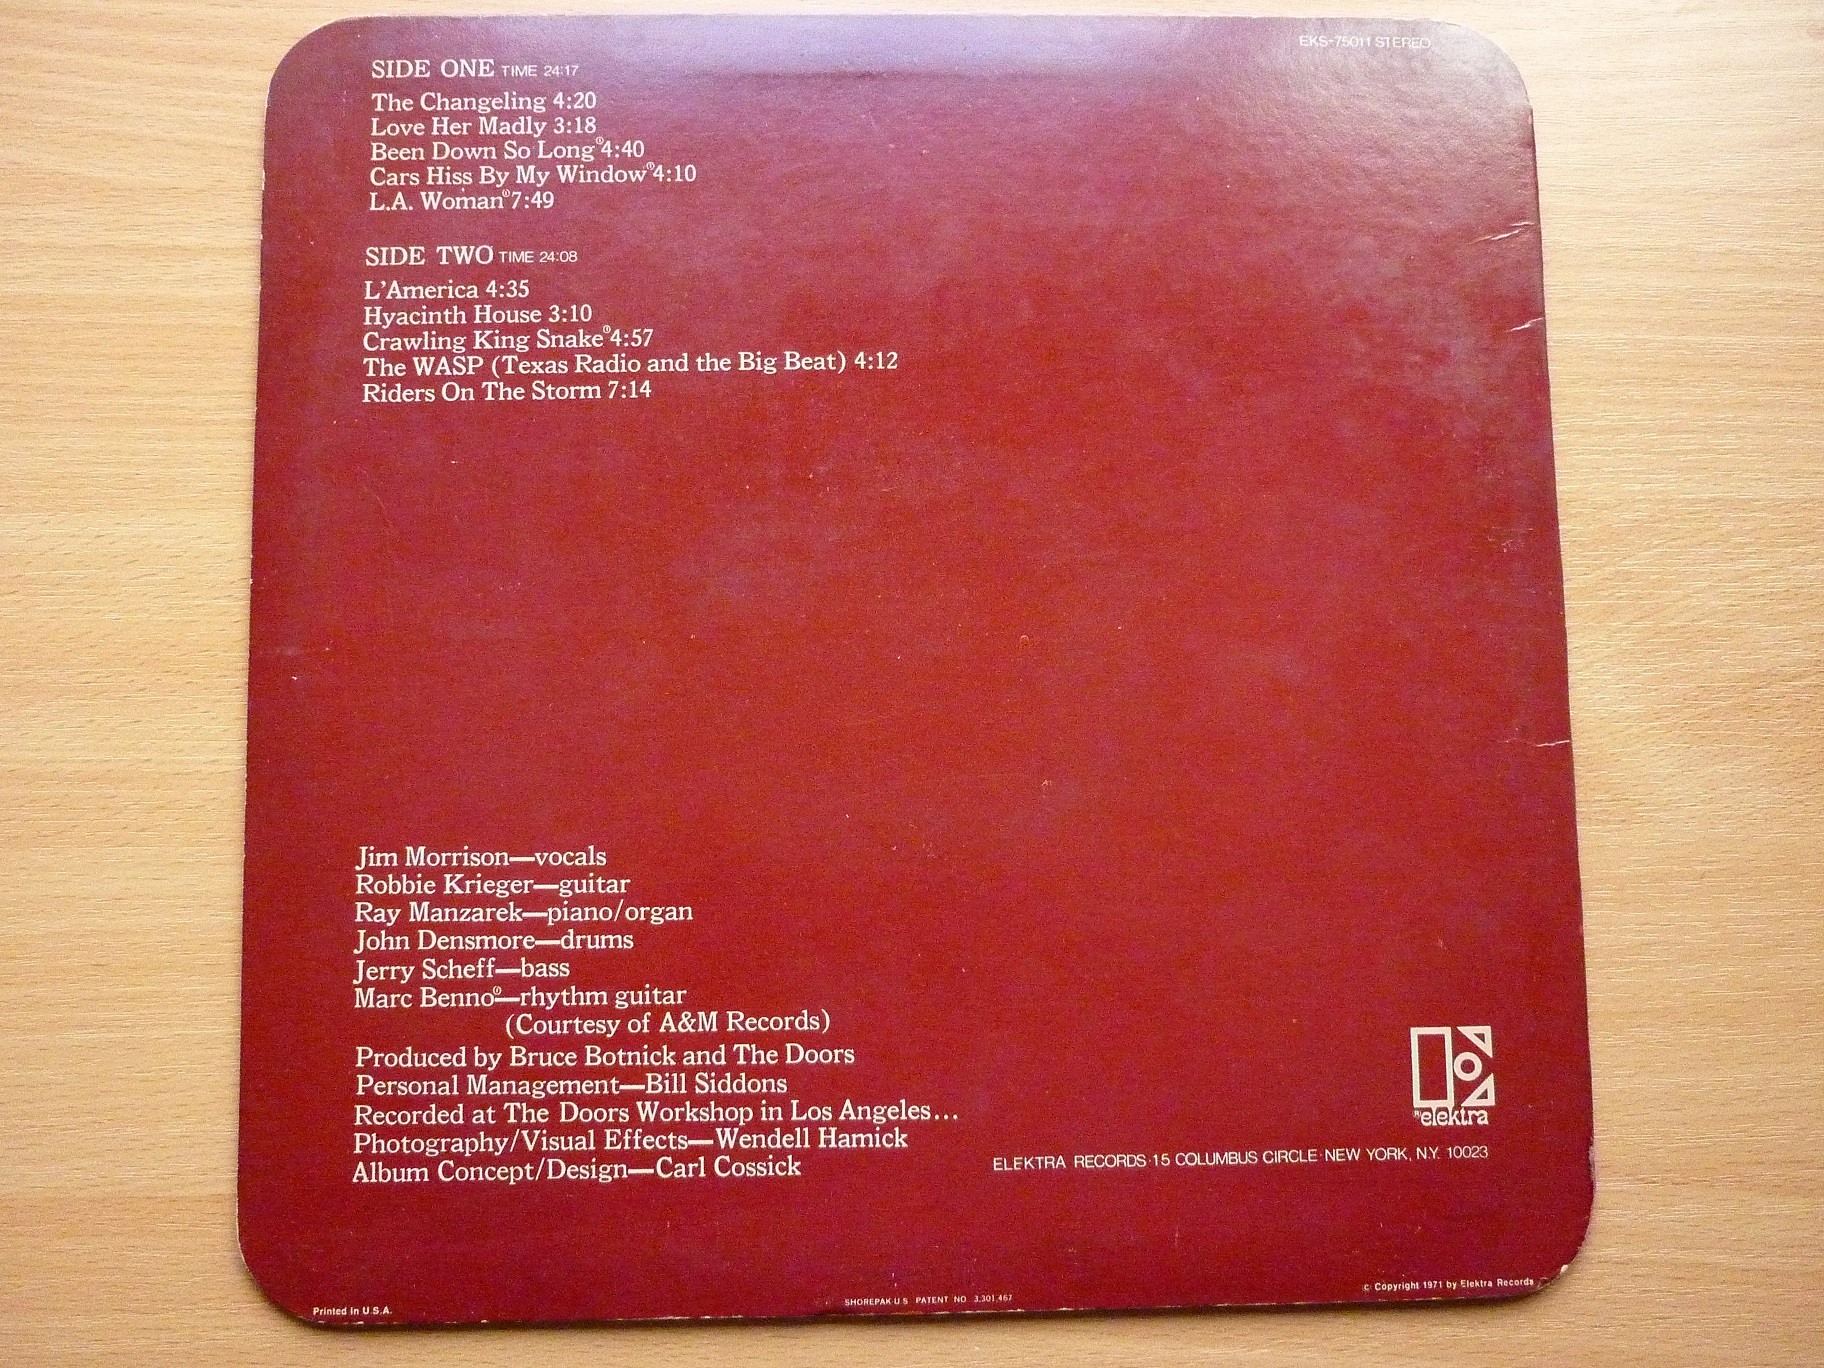 EKS-75011 STEREO
SIDE ONE TIME 24:17
The Changeling 4:20
Love Her Madly 3:18
Been Down So Long⁽¹⁾4:40
Cars Hiss By My Window⁽¹⁾4:10
L.A. Woman⁽¹⁾7:49
SIDE TWO TIME 24:08
L'America 4:35
Hyacinth House 3:10
Crawling King Snake⁽¹⁾4:57
The WASP (Texas Radio and the Big Beat) 4:12
Riders On The Storm 7:14
Jim Morrison—vocals
Robbie Krieger—guitar
Ray Manzarek—piano/organ
John Densmore—drums
Jerry Scheff—bass
Marc Benno⁽¹⁾—rhythm guitar
(Courtesy of A&M Records)
Produced by Bruce Botnick and The Doors
Personal Management—Bill Siddons
Recorded at The Doors Workshop in Los Angeles...
Photography/Visual Effects—Wendell Hamick
Album Concept/Design—Carl Cossick
®elektra
ELEKTRA RECORDS·15 COLUMBUS CIRCLE·NEW YORK, N.Y. 10023
Printed in U.S.A.
SHOREPAK·U.S. PATENT NO. 3,301,467
© Copyright 1971 by Elektra Records